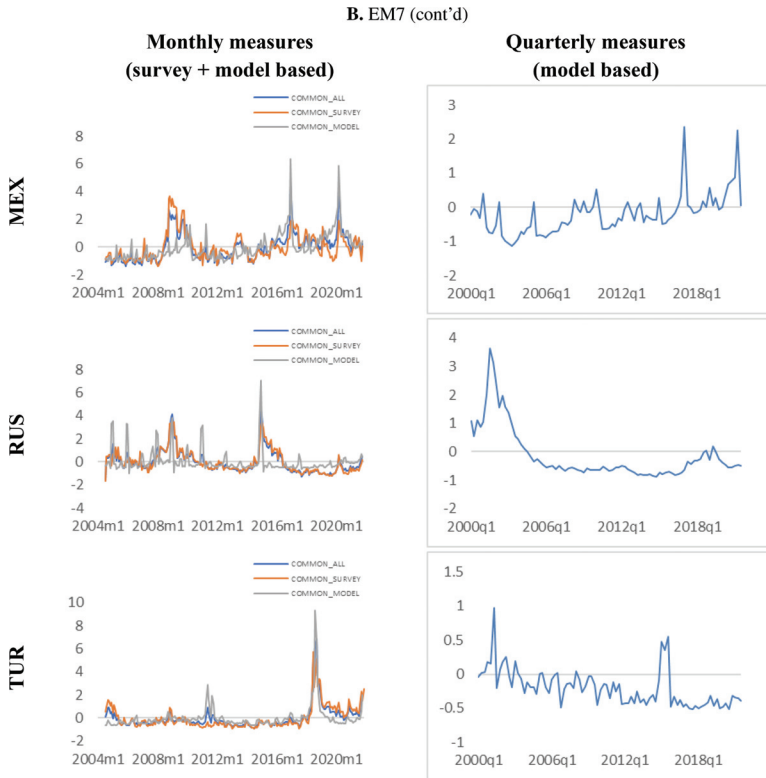 B. EM7 (cont'd)
Monthly measures
(survey + model based)
Quarterly measures
(model based)
MEX
COMMON_ALL
COMMON_SURVEY
COMMON_MODEL
8
6
4
2
0
-2
2004m1 2008m1 2012m1 2016m1 2020m1
3
2
1
0
-1
-2
2000q1 2006q1 2012q1 2018q1
RUS
COMMON_ALL
COMMON_SURVEY
COMMON_MODEL
8
6
4
2
0
-2
-4
2004m1 2008m1 2012m1 2016m1 2020m1
4
3
2
1
0
-1
-2
2000q1 2006q1 2012q1 2018q1
TUR
COMMON_ALL
COMMON_SURVEY
COMMON_MODEL
10
8
6
4
2
0
-2
2004m1 2008m1 2012m1 2016m1 2020m1
1.5
1
0.5
0
-0.5
-1
2000q1 2006q1 2012q1 2018q1